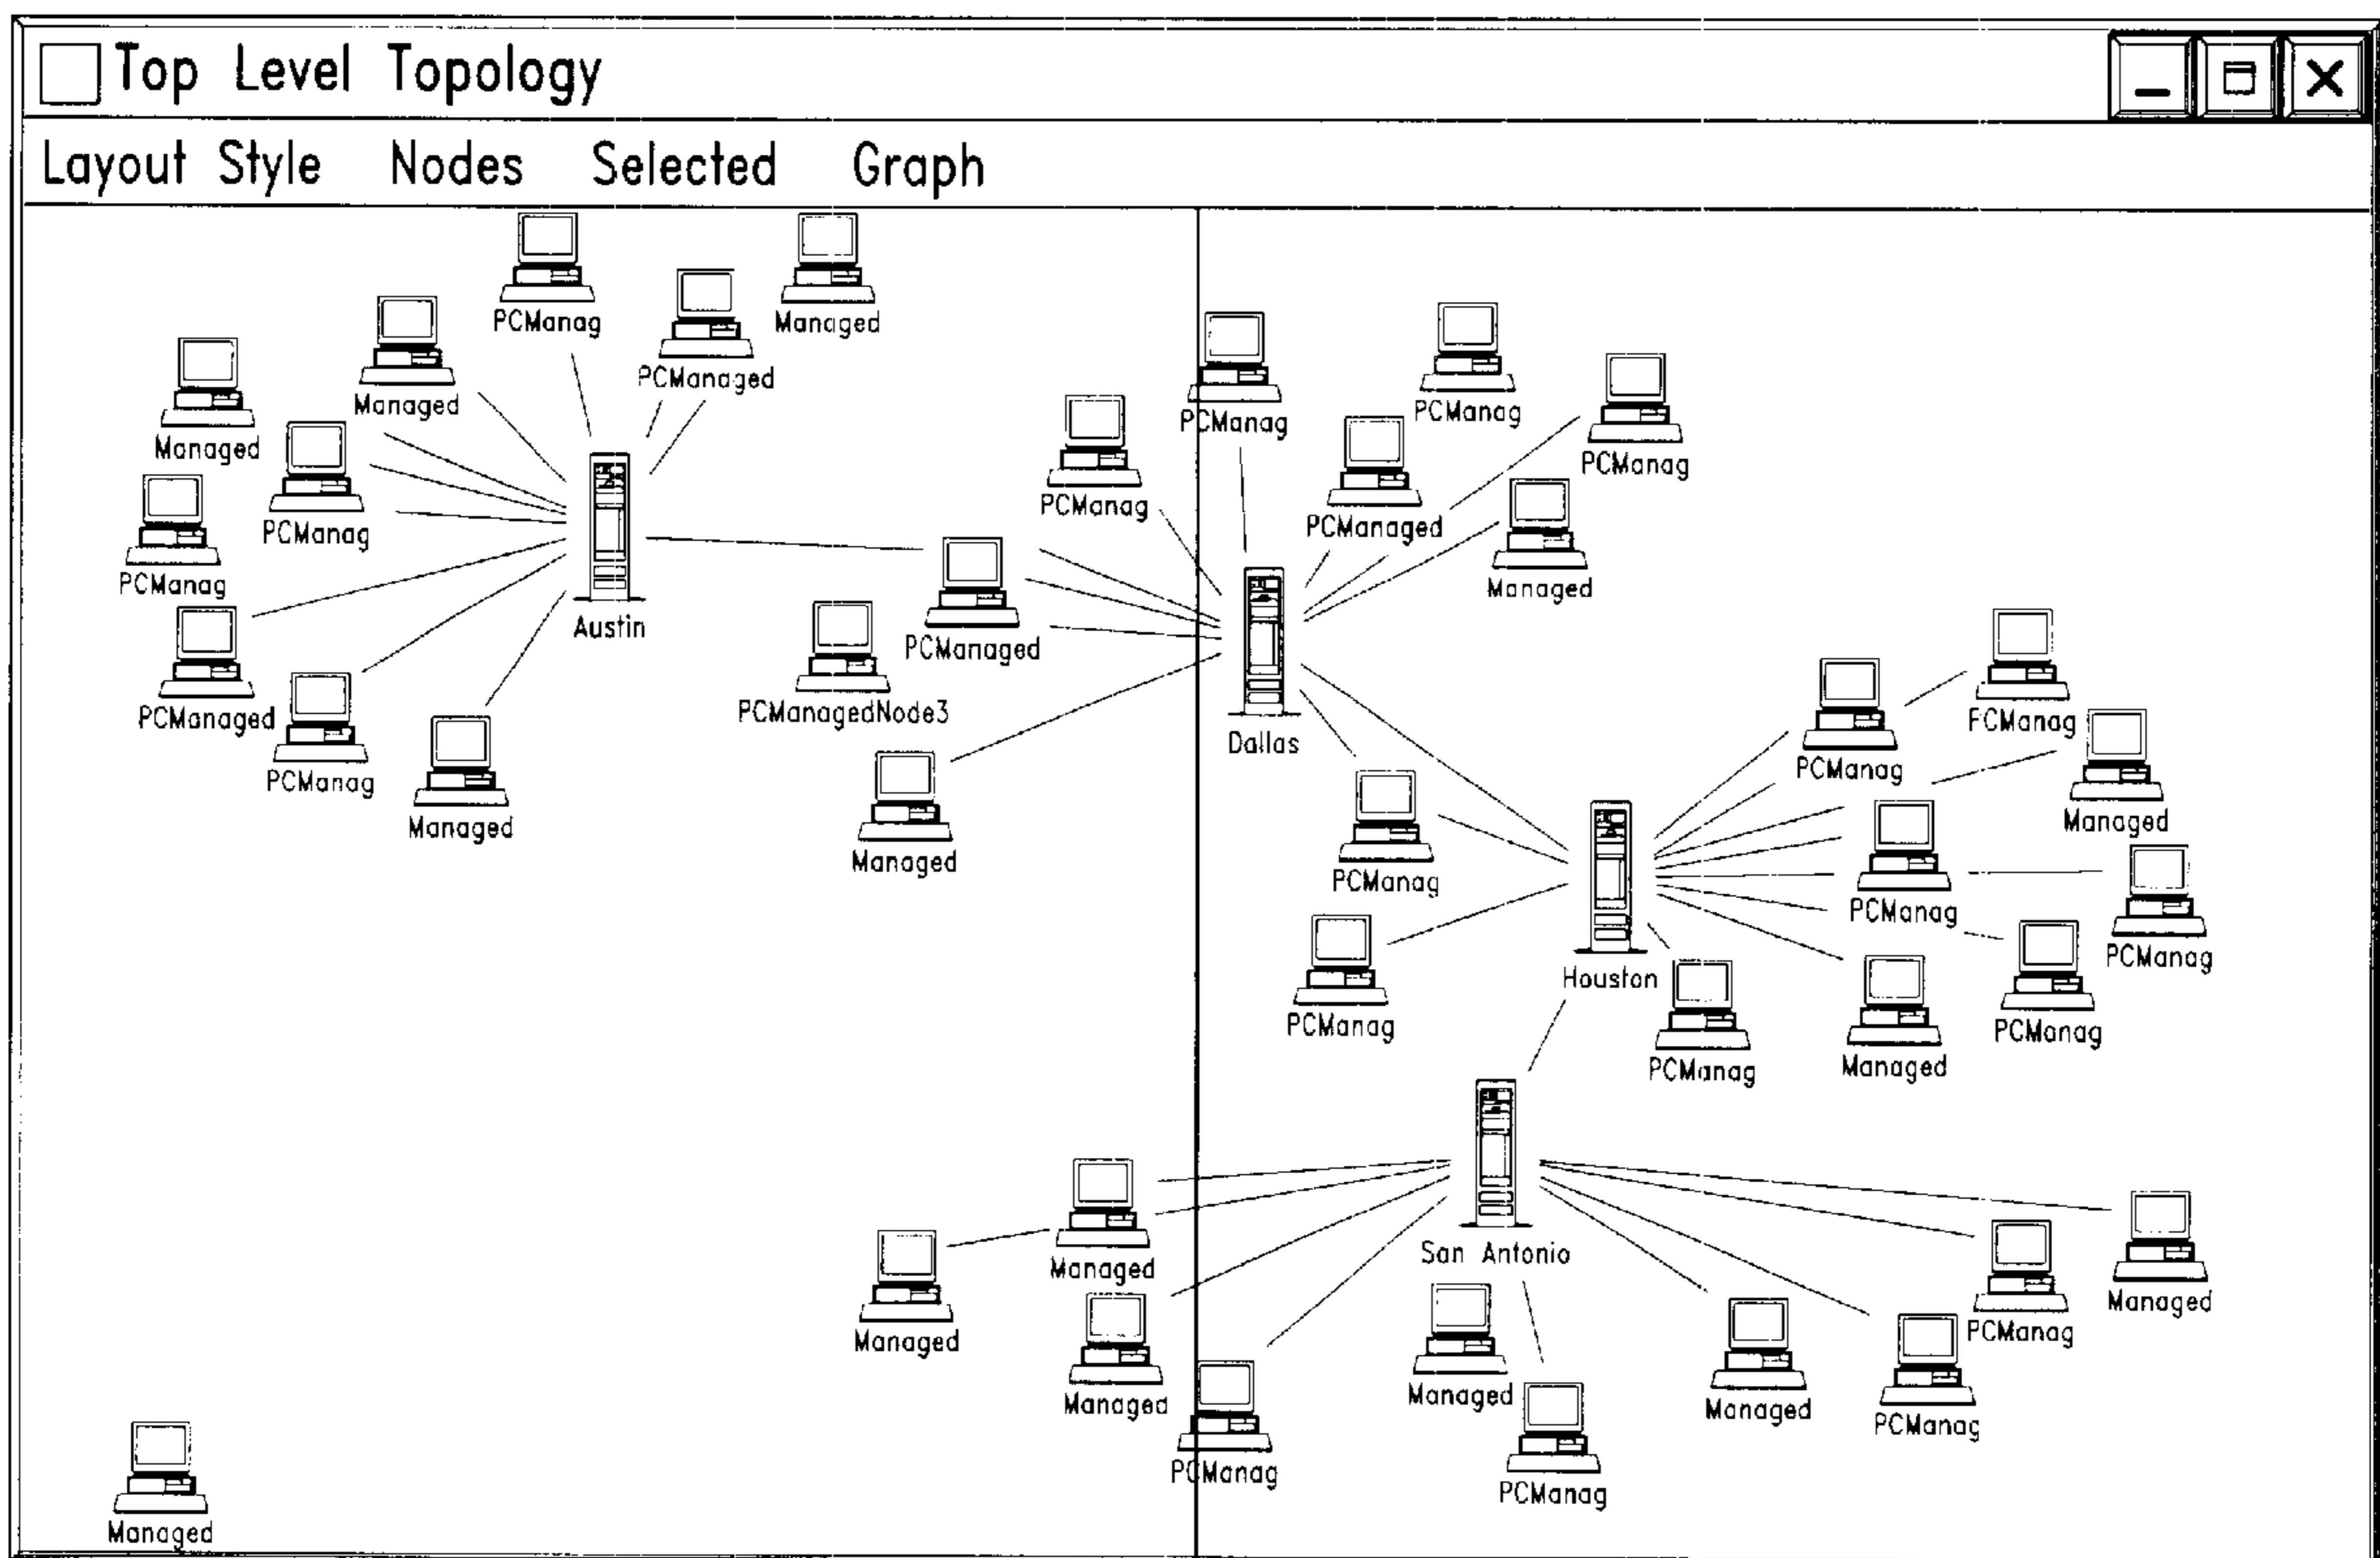 Top Level Topology
Layout Style Nodes Selected Graph
PCManag
Managed
PCManaged
Managed
Managed
PCManag
PCManag
PCManaged
PCManag
Managed
Austin
PCManag
PCManag
PCManag
PCManag
PCManaged
Managed
PCManaged
PCManagedNode3
Managed
Dallas
PCManag
PCManag
PCManag
PCManag
Managed
PCManag
PCManag
PCManag
Houston
PCManag
Managed
PCManag
San Antonio
Managed
Managed
Managed
PCManag
Managed
PCManag
Managed
PCManag
PCManag
Managed
Managed